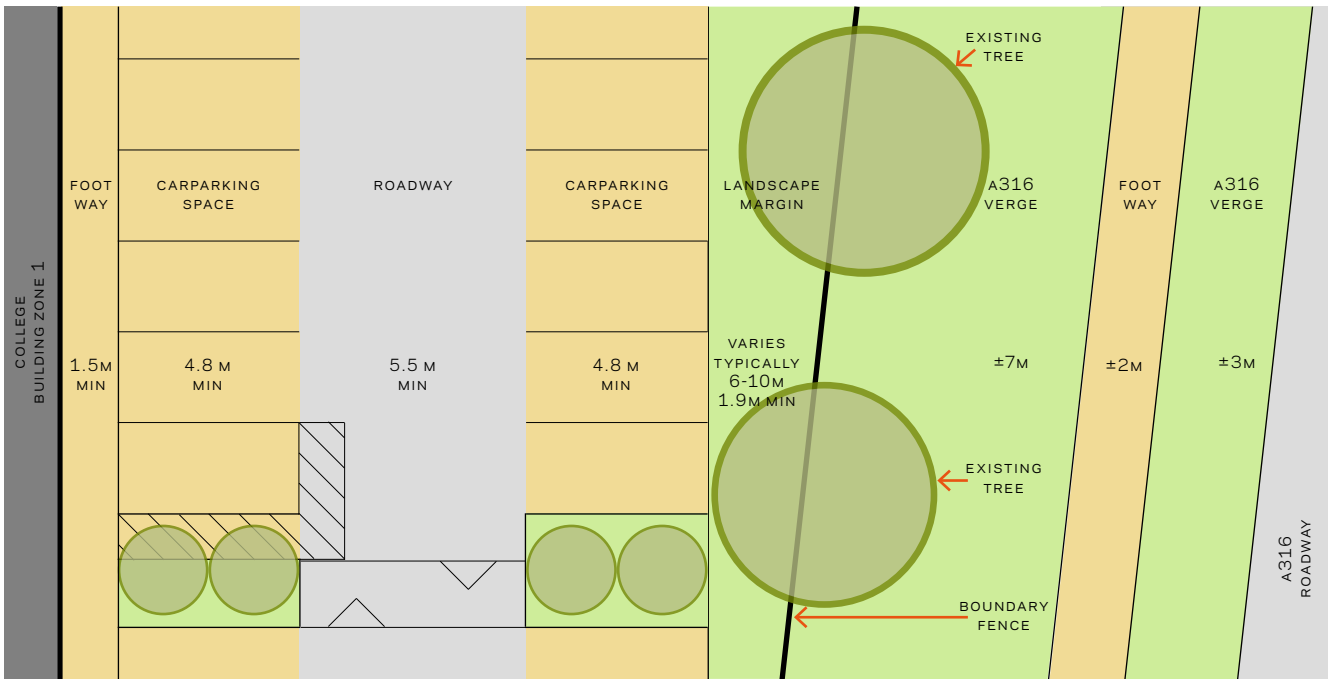 COLLEGE
BUILDING ZONE 1
FOOT
WAY
1.5M
MIN
CARPARKING
SPACE
4.8 M
MIN
ROADWAY
5.5 M
MIN
CARPARKING
SPACE
4.8 M
MIN
LANDSCAPE
MARGIN
VARIES
TYPICALLY
6-10M
1.9M MIN
EXISTING
TREE
A316
VERGE
±7M
EXISTING
TREE
BOUNDARY
FENCE
FOOT
WAY
±2M
A316
VERGE
±3M
A316
ROADWAY